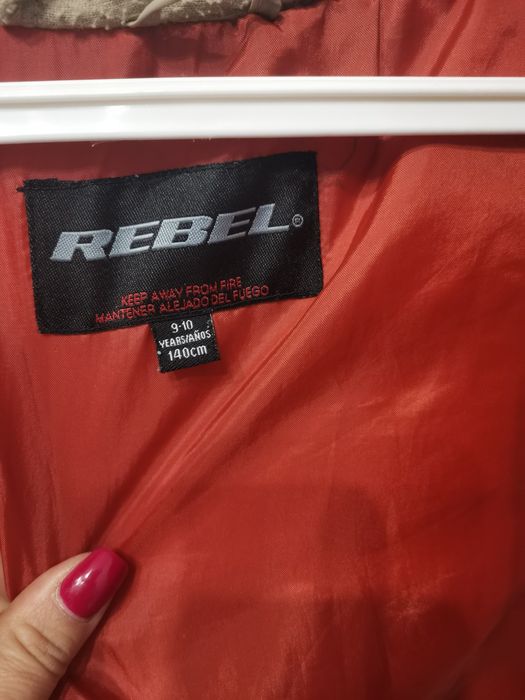 REBEL®
KEEP AWAY FROM FIRE
MANTENER ALEJADO DEL FUEGO
9-10
YEARS/AÑOS
140cm